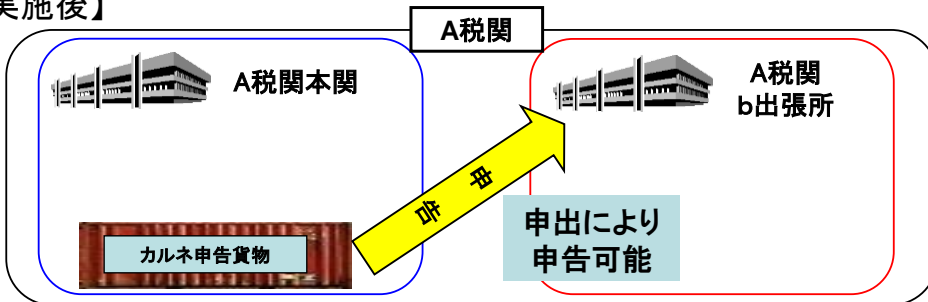 実施後】
A税関
A税関本関
A税関
b出張所
申告
カルネ申告貨物
申出により
申告可能